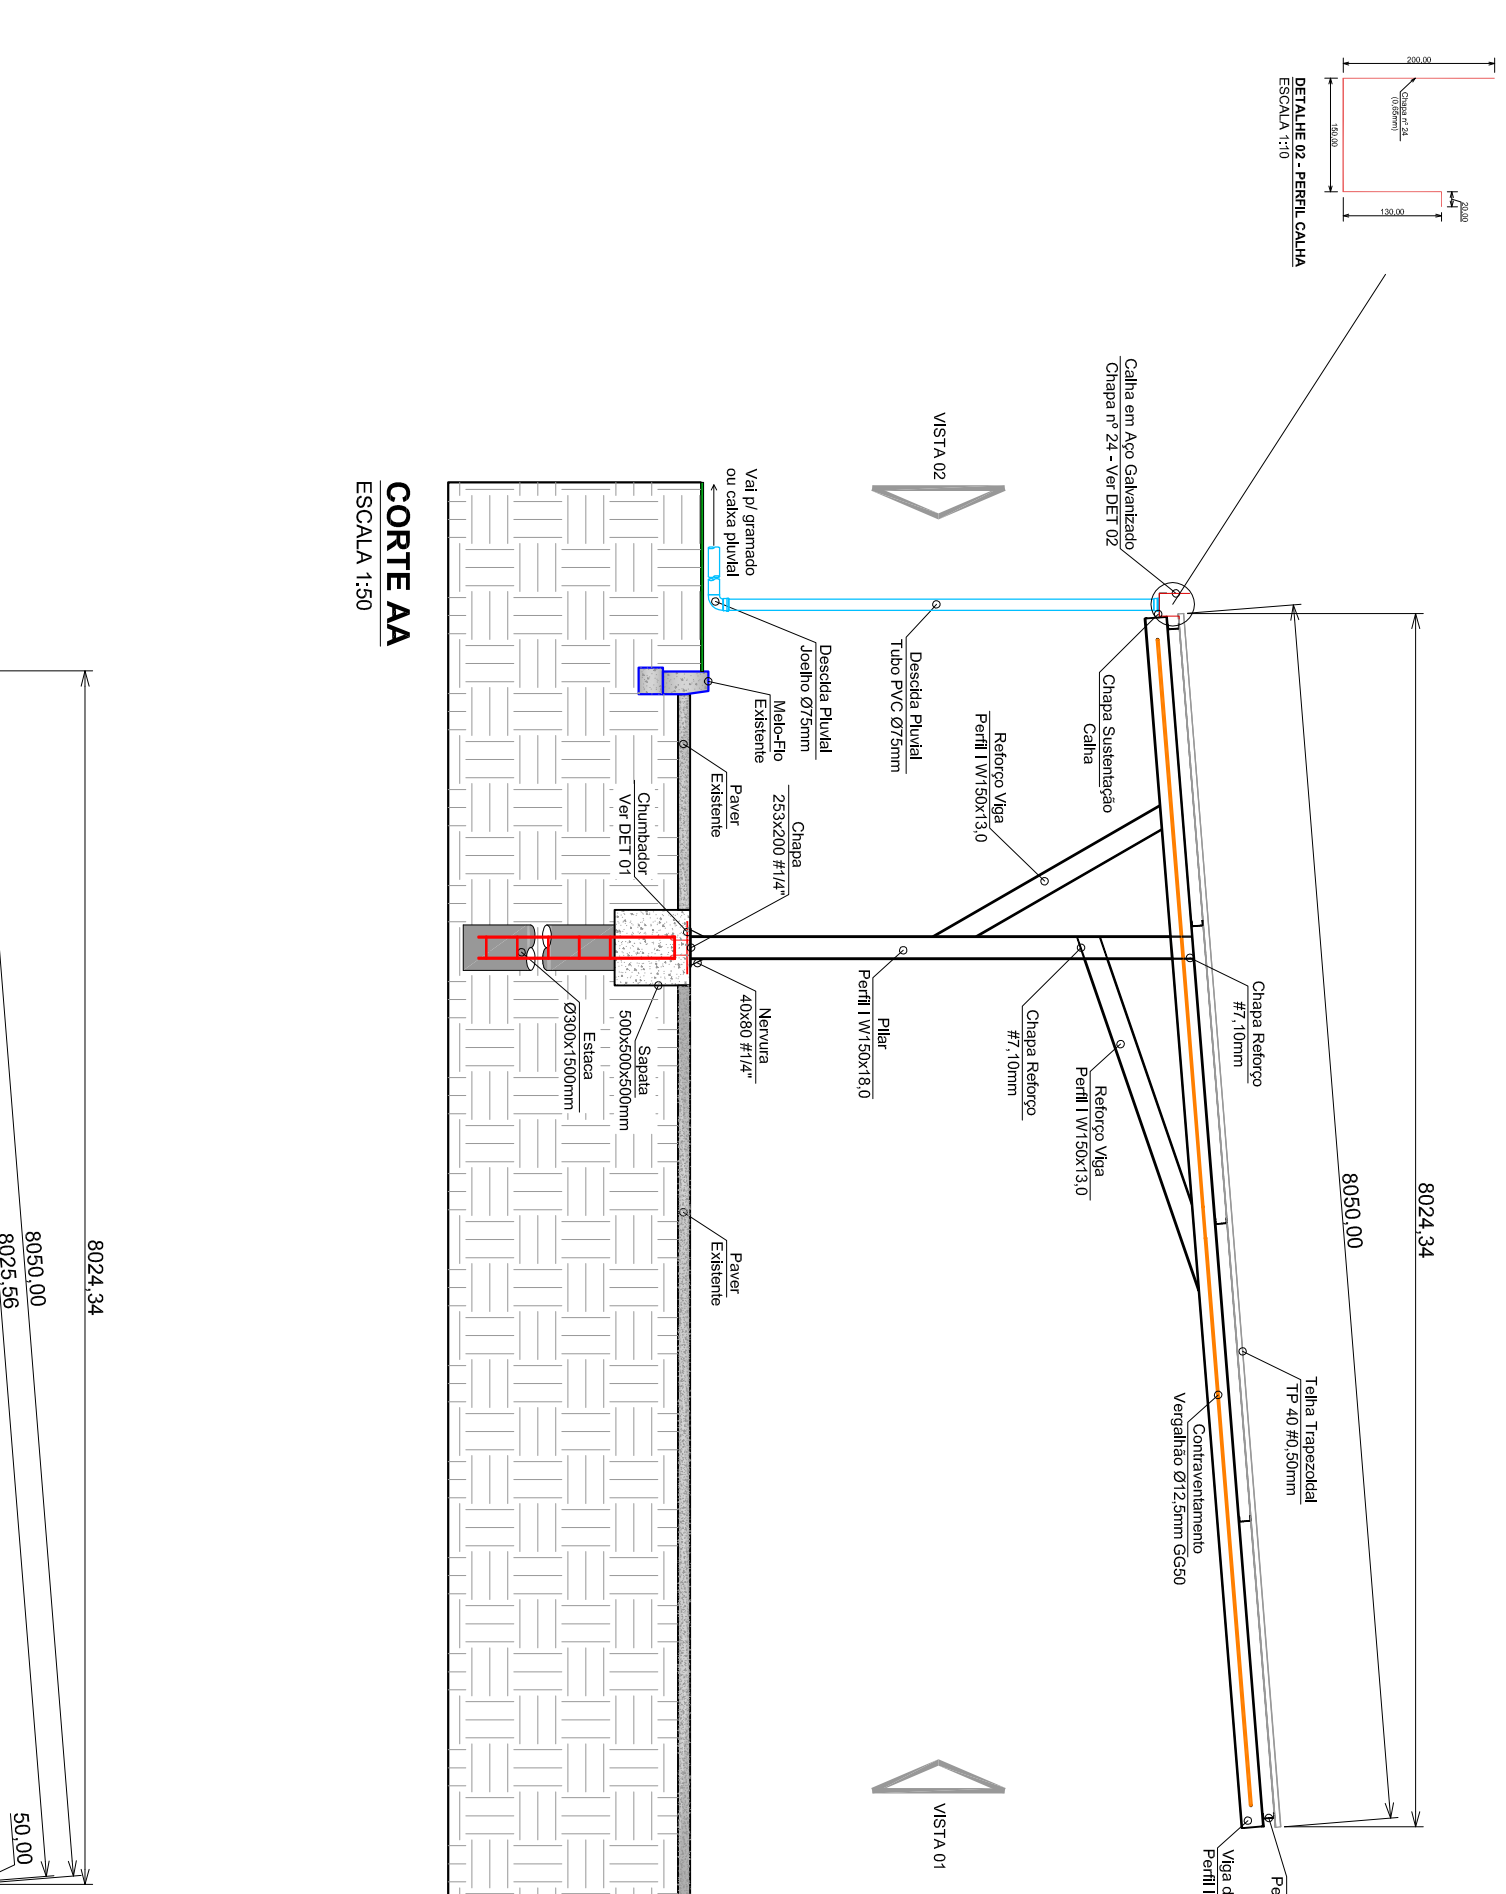 200,00
Chapa nº 24
(0,65mm)
150,00
20,00
130,00
DETALHE 02 - PERFIL CALHA
ESCALA 1:10
Calha em Aço Galvanizado
Chapa nº 24 - Ver DET 02
VISTA 02
Vai p/ gramado
ou caixa pluvial
CORTE AA
ESCALA 1:50
8024,34
8050,00
Chapa Sustentação
Calha
Descida Pluvial
Tubo PVC Ø75mm
Descida Pluvial
Joelho Ø75mm
Meio-Fio
Existente
Paver
Existente
Reforço Viga
Perfil I W150x13,0
Chapa
253x200 #1/4"
Chumbador
Ver DET 01
Chapa Reforço
#7,10mm
Chapa Reforço
#7,10mm
Pilar
Perfil I W150x18,0
Nervura
40x80 #1/4"
Sapata
500x500x500mm
Estaca
Ø300x1500mm
Reforço Viga
Perfil I W150x13,0
Paver
Existente
Telha Trapezoidal
TP 40 #0,50mm
Contraventamento
Vergalhão Ø12,5mm GG50
VISTA 01
Pe
Viga d
Perfil I
8024,34
8050,00
8025,56
50,00